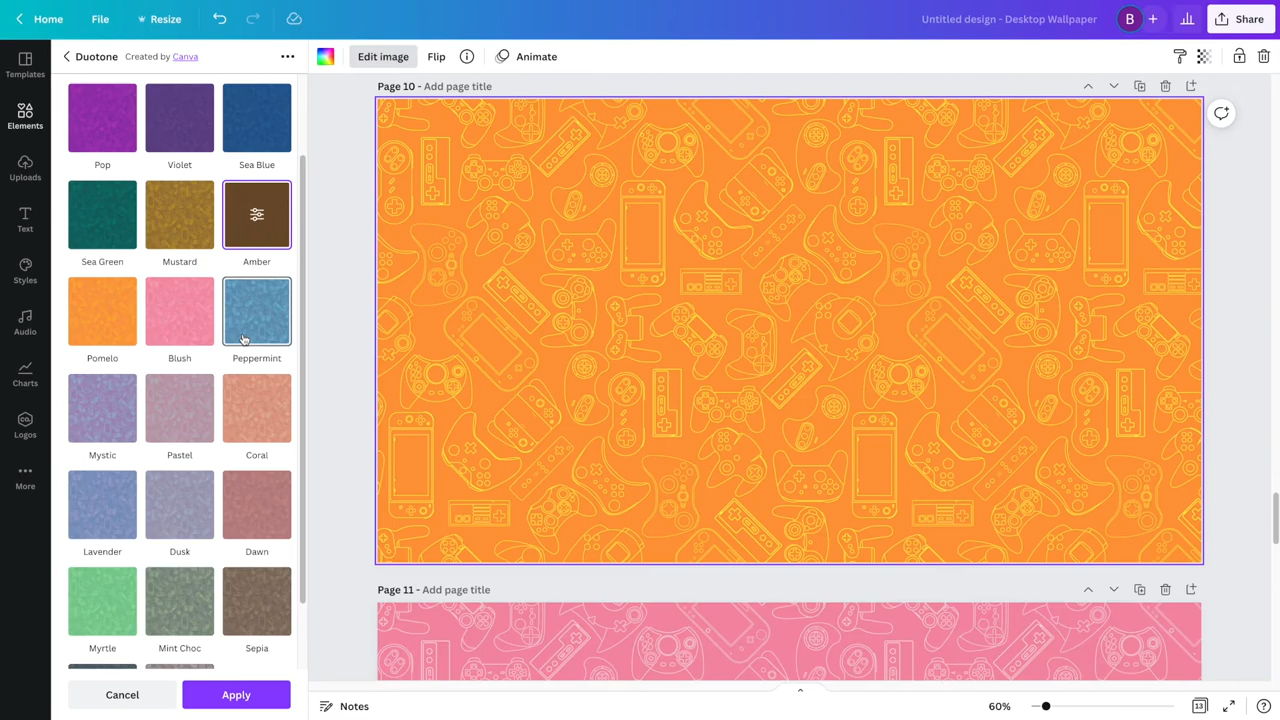 Home File Resize Untitled design - Desktop Wallpaper B + Share
Templates
Elements
Uploads
Text
Styles
Audio
Charts
CO.
Logos
More
Duotone Created by Canva
Pop Violet Sea Blue
Sea Green Mustard Amber
Pomelo Blush Peppermint
Mystic Pastel Coral
Lavender Dusk Dawn
Myrtle Mint Choc Sepia
Cancel Apply
Edit image Flip Animate
Page 10 - Add page title
Page 11 - Add page title
Notes 60% 13 ?